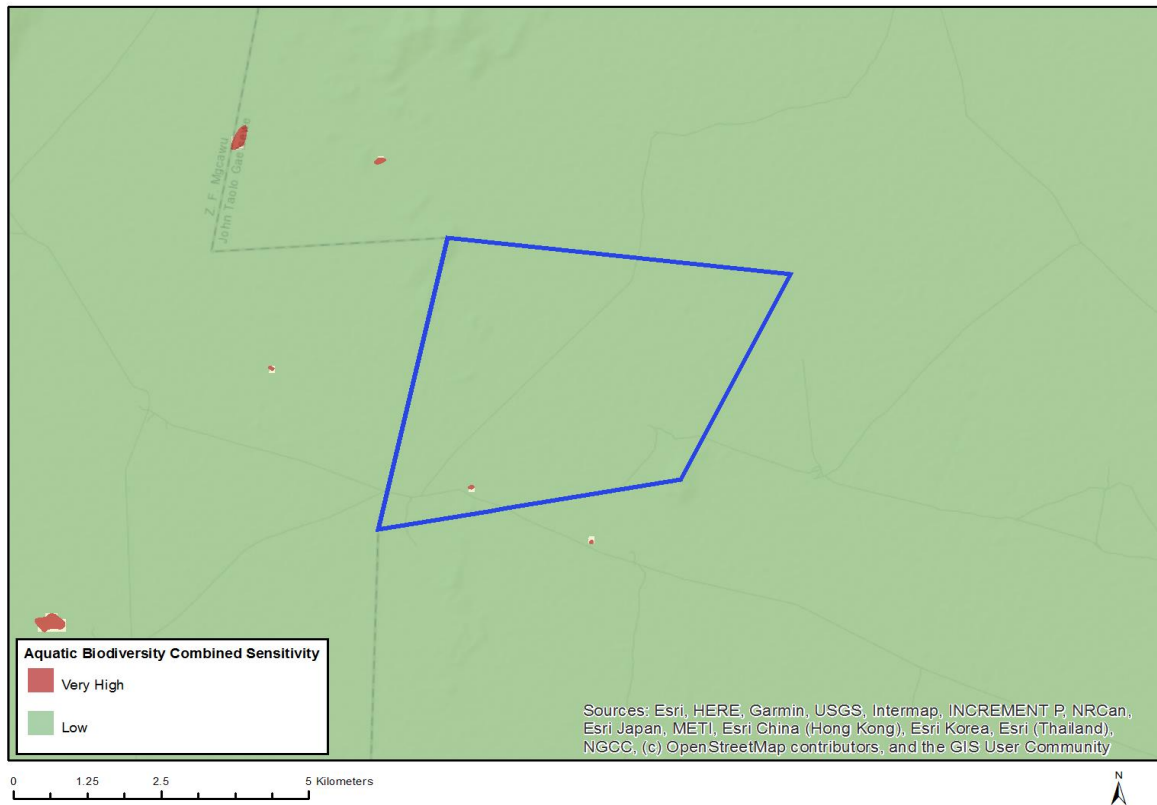 Z. F. Mgcawu
John Taolo Gae
Aquatic Biodiversity Combined Sensitivity
Very High
Low
Sources: Esri, HERE, Garmin, USGS, Intermap, INCREMENT P, NRCan,
Esri Japan, METI, Esri China (Hong Kong), Esri Korea, Esri (Thailand),
NGCC, (c) OpenStreetMap contributors, and the GIS User Community
0 1.25 2.5 5 Kilometers
N